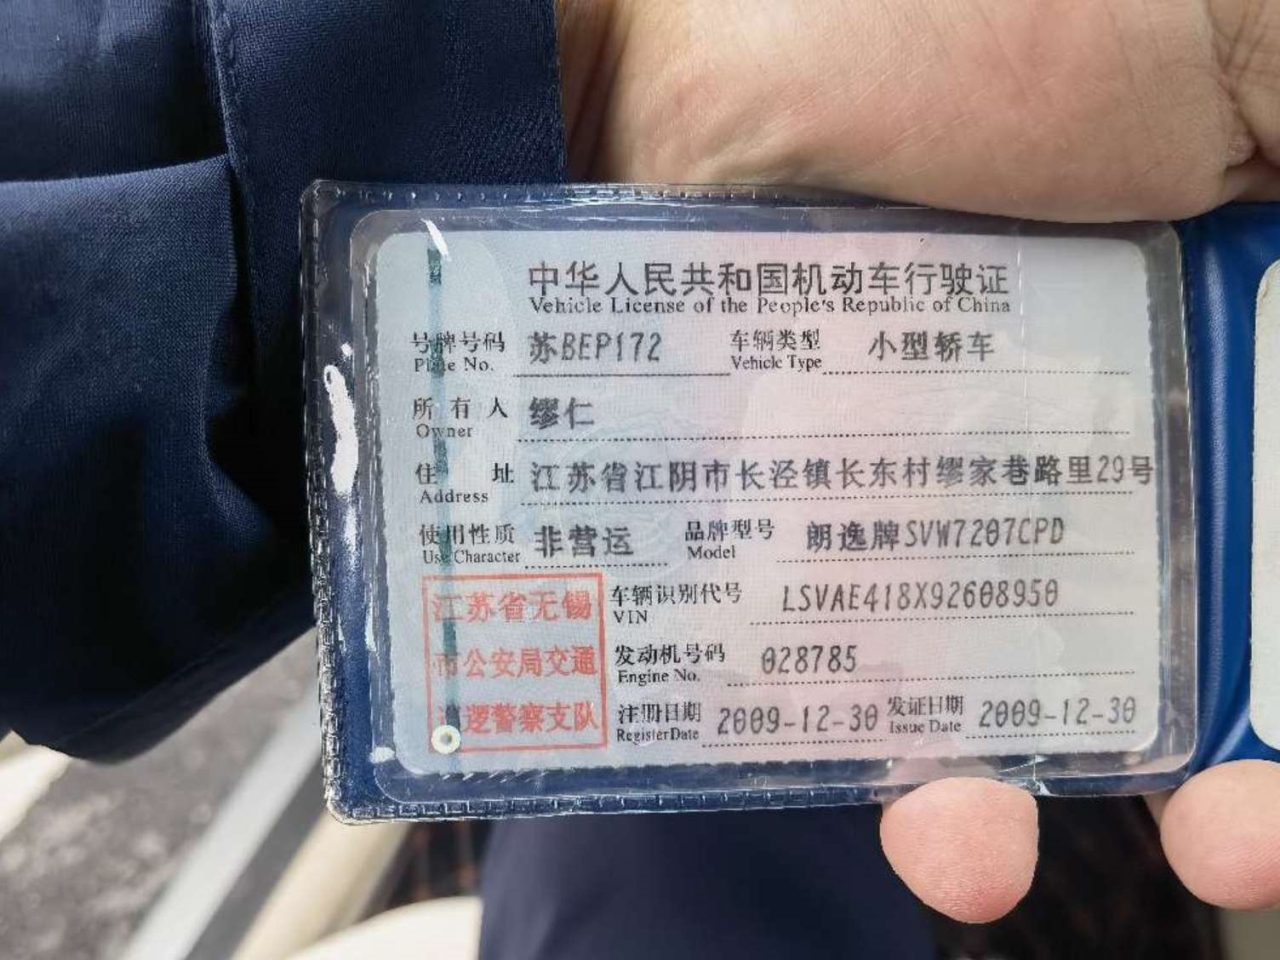 中华人民共和国机动车行驶证
Vehicle License of the People's Republic of China
号牌号码 苏BEP172 车辆类型 小型轿车
Plate No. Vehicle Type
所有人 缪仁
Owner
住址 江苏省江阴市长泾镇长东村缪家巷路里29号
Address
使用性质 非营运 品牌型号 朗逸牌SVW7207CPD
Use Character Model
江苏省无锡
市公安局交通
巡逻警察支队
车辆识别代号 LSVAE418X92608950
VIN
发动机号码 028785
Engine No.
注册日期 2009-12-30 发证日期 2009-12-30
Register Date Issue Date